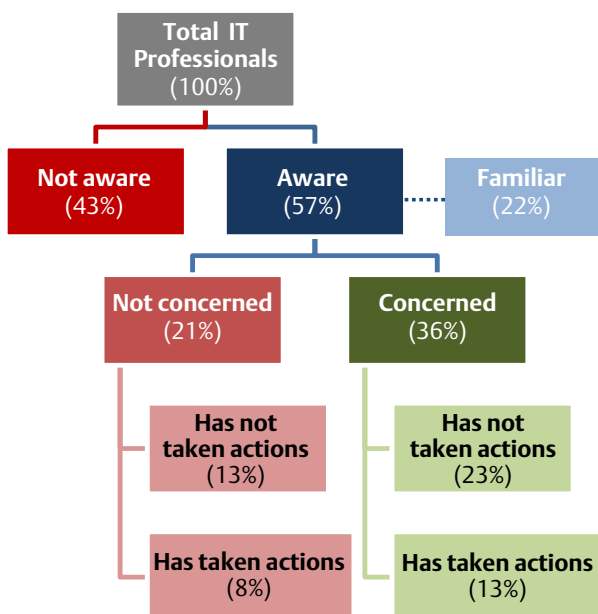 Total IT
Professionals
(100%)
Not aware
(43%)
Aware
(57%)
Familiar
(22%)
Not concerned
(21%)
Concerned
(36%)
Has not
taken actions
(13%)
Has not
taken actions
(23%)
Has taken actions
(8%)
Has taken actions
(13%)